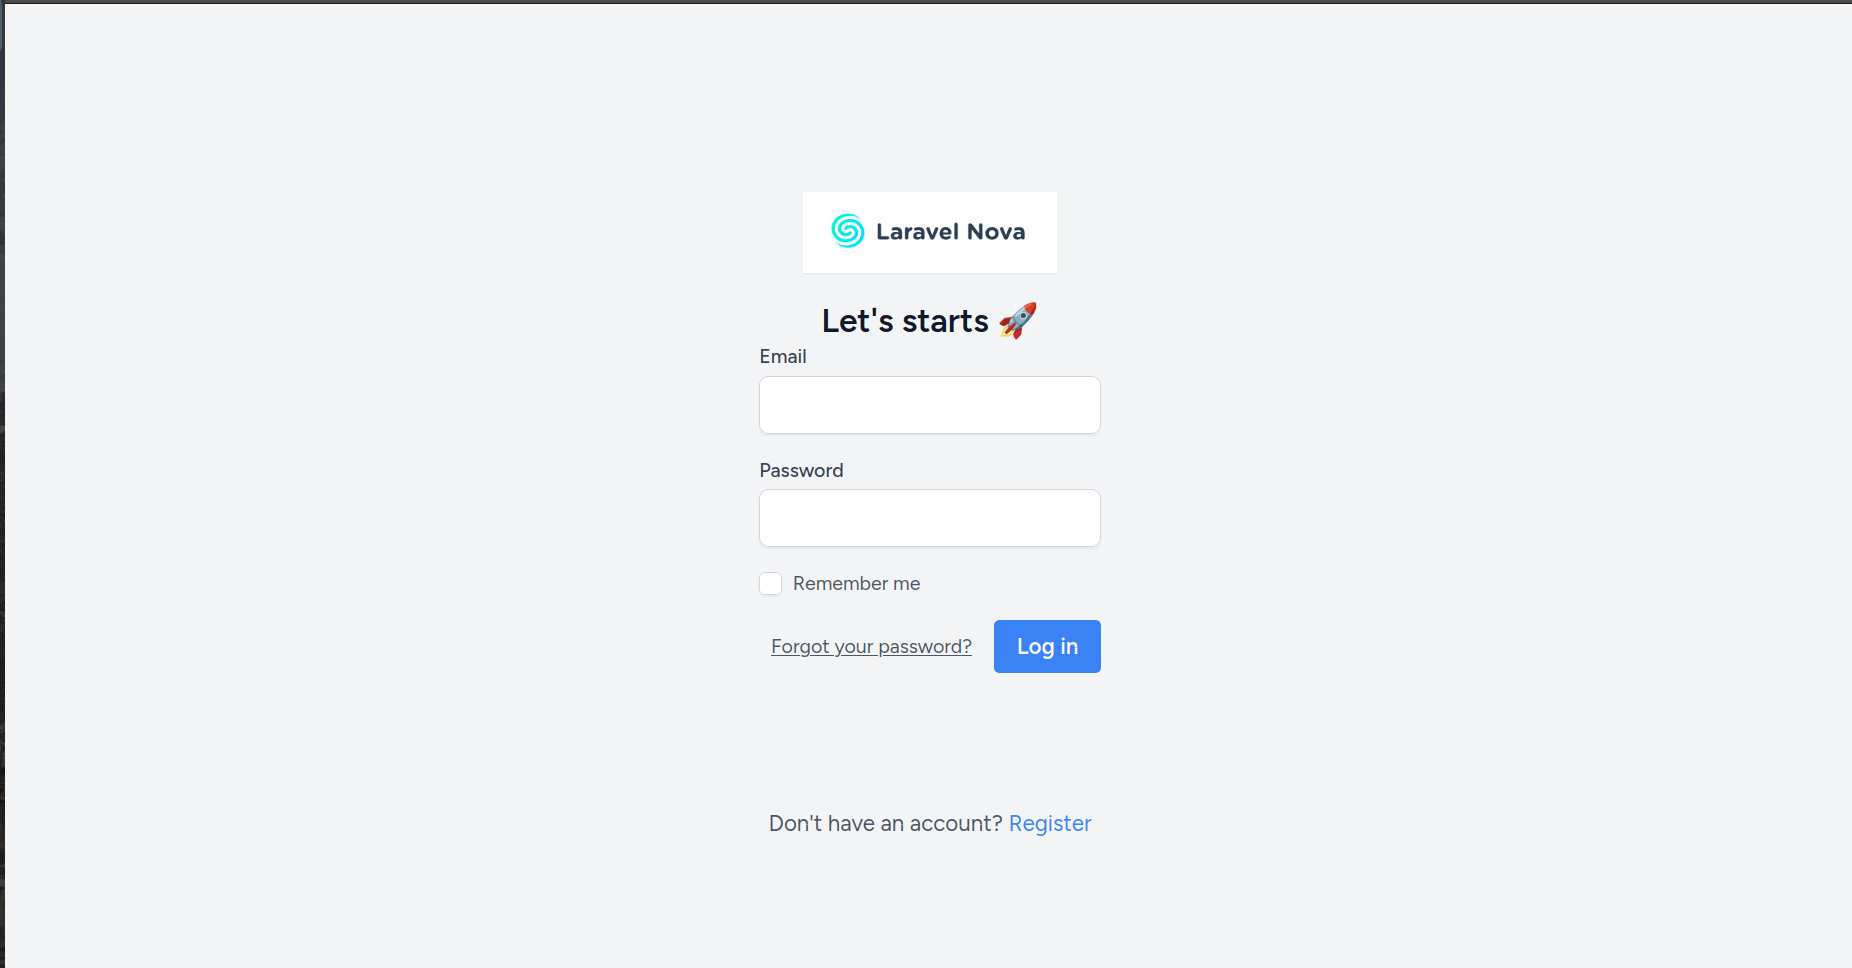 Laravel Nova
Let's starts 🚀
Email
Password
Remember me
Forgot your password? Log in
Don't have an account? Register